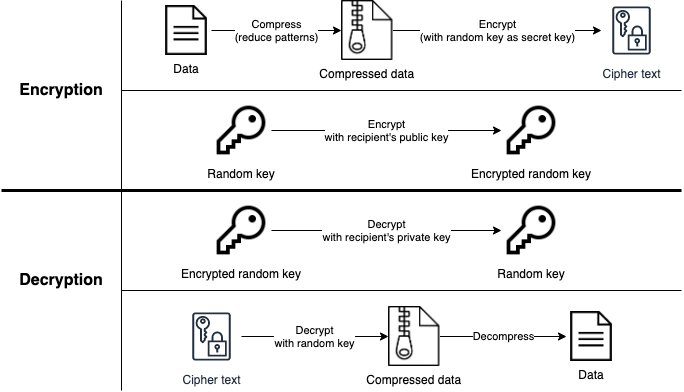 Compress
(reduce patterns)
Encrypt
(with random key as secret key)
Data
Compressed data
Cipher text
Encryption
Encrypt
with recipient's public key
Random key
Encrypted random key
Decrypt
with recipient's private key
Encrypted random key
Random key
Decryption
Decrypt
with random key
Decompress
Cipher text
Compressed data
Data